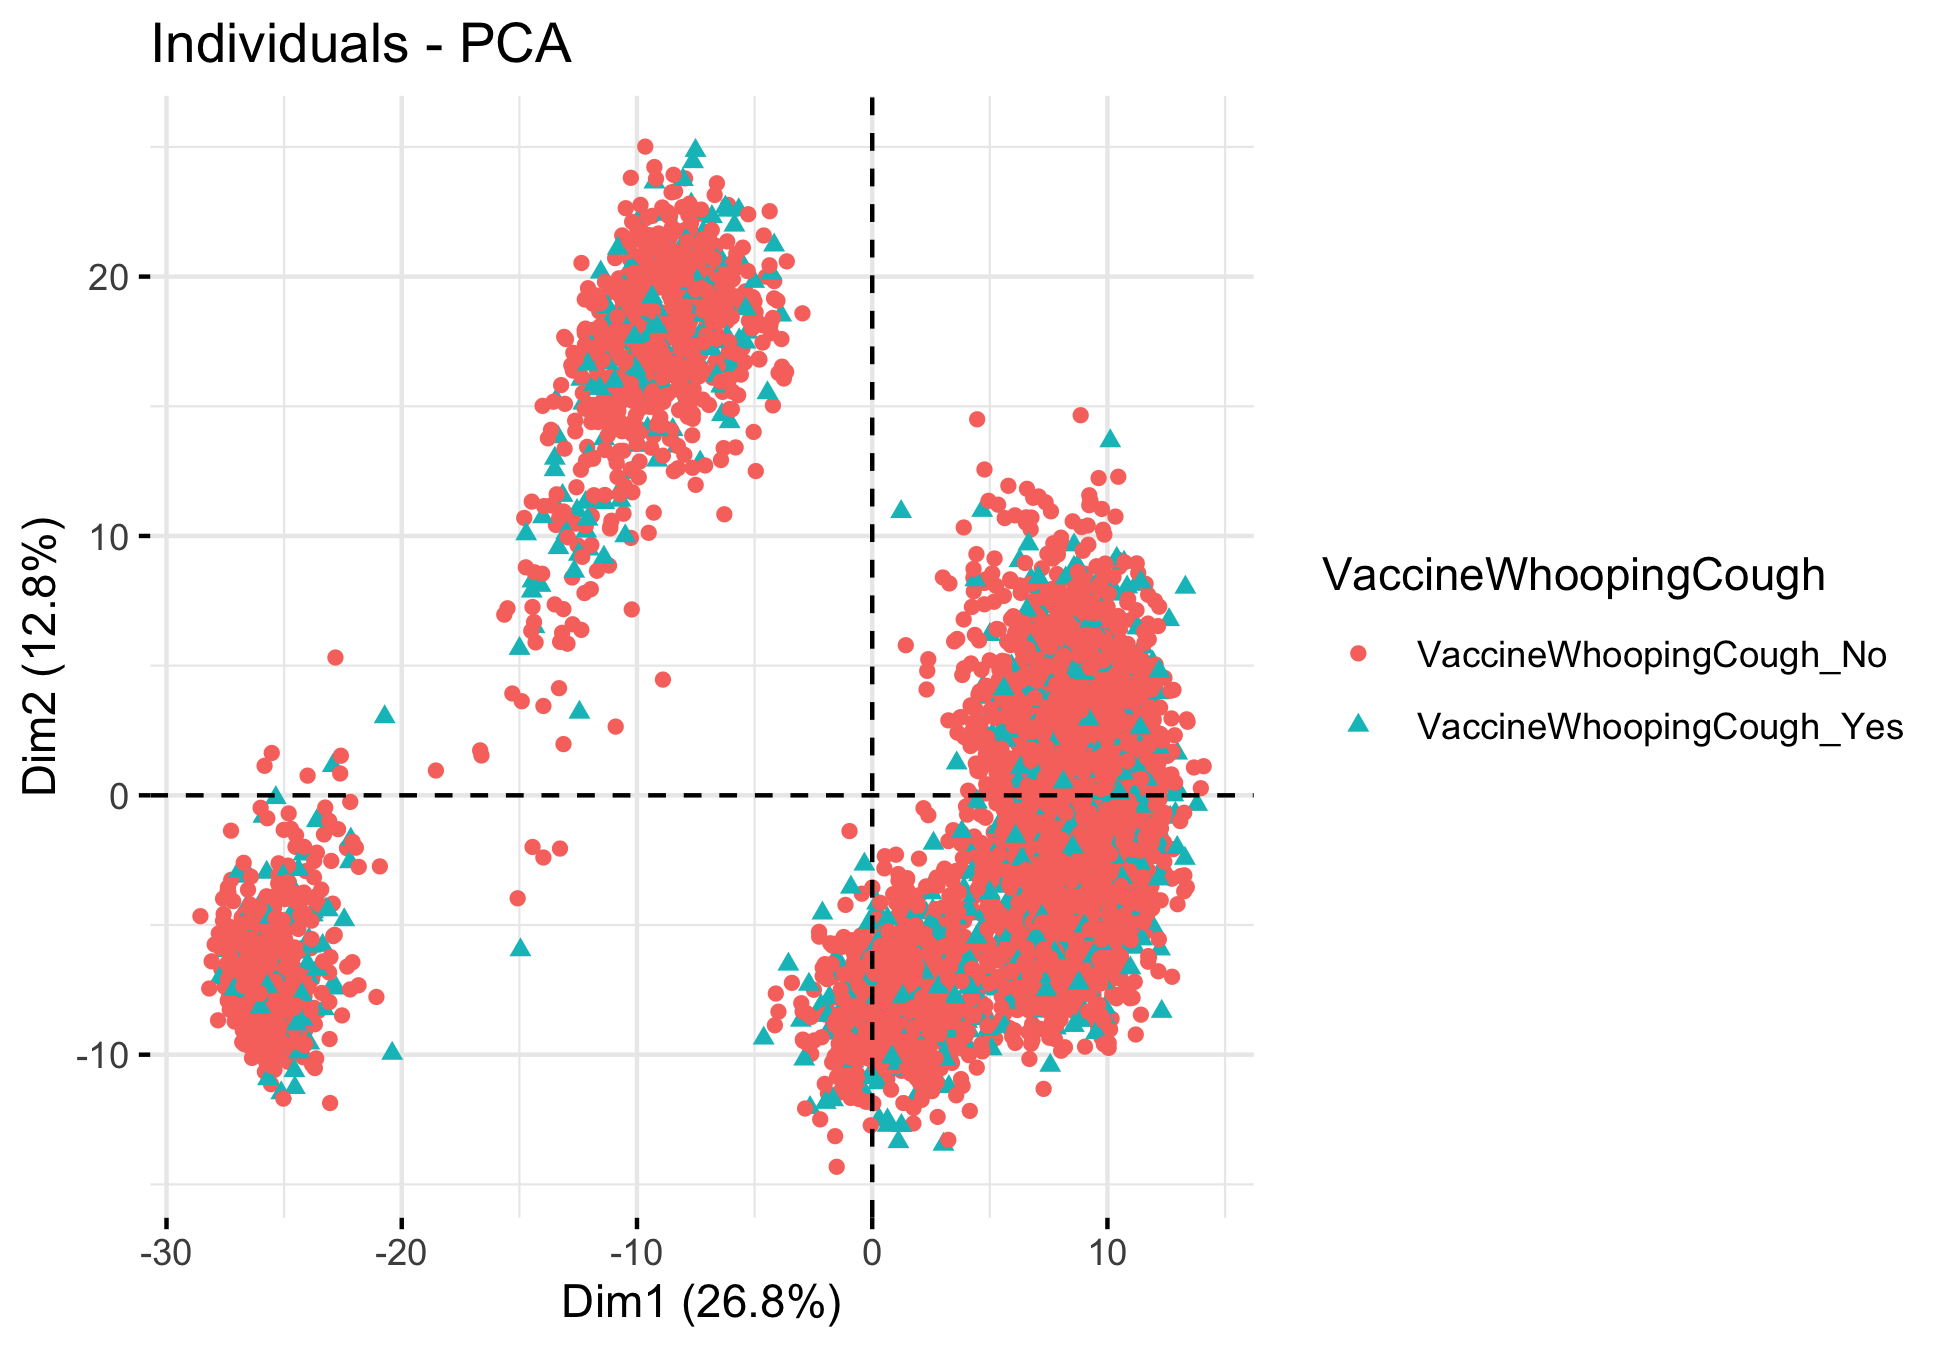 Individuals - PCA
20
10
0
-10
Dim2 (12.8%)
-30
-20
-10
0
10
Dim1 (26.8%)
VaccineWhoopingCough
VaccineWhoopingCough_No
VaccineWhoopingCough_Yes